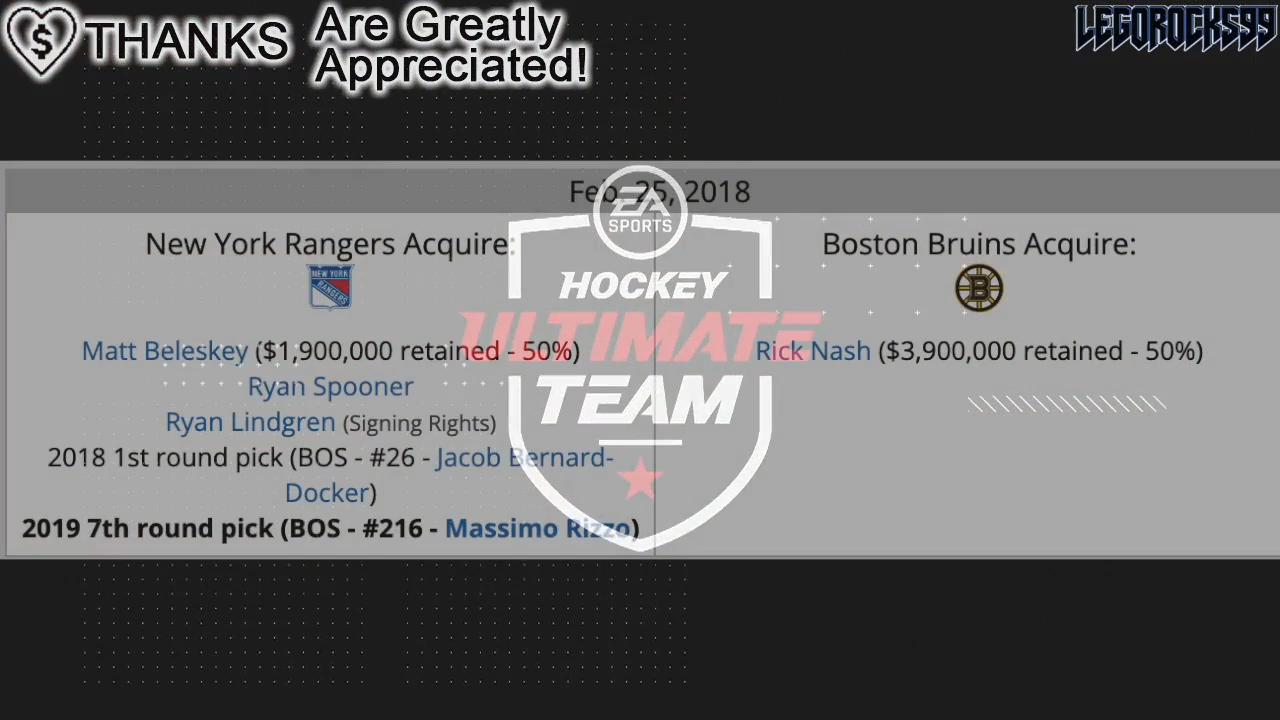 THANKS
Are Greatly
Appreciated!
LEGOROCKS99
Feb. 25, 2018
New York Rangers Acquire:
Boston Bruins Acquire:
NEW YORK
RANGERS
B
Matt Beleskey ($1,900,000 retained - 50%)
Ryan Spooner
Ryan Lindgren (Signing Rights)
2018 1st round pick (BOS - #26 - Jacob Bernard-
Docker)
2019 7th round pick (BOS - #216 - Massimo Rizzo)
Rick Nash ($3,900,000 retained - 50%)
EA
SPORTS
HOCKEY
ULTIMATE
TEAM